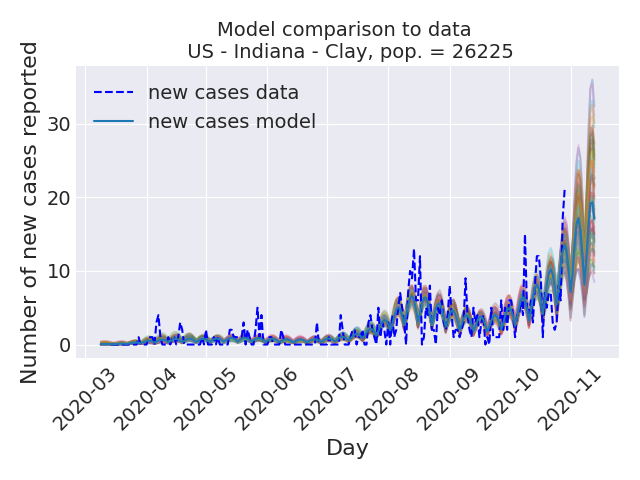 Model comparison to data
US - Indiana - Clay, pop. = 26225
new cases data
new cases model
Number of new cases reported
30
20
10
0
2020-03
2020-04
2020-05
2020-06
2020-07
2020-08
2020-09
2020-10
2020-11
Day